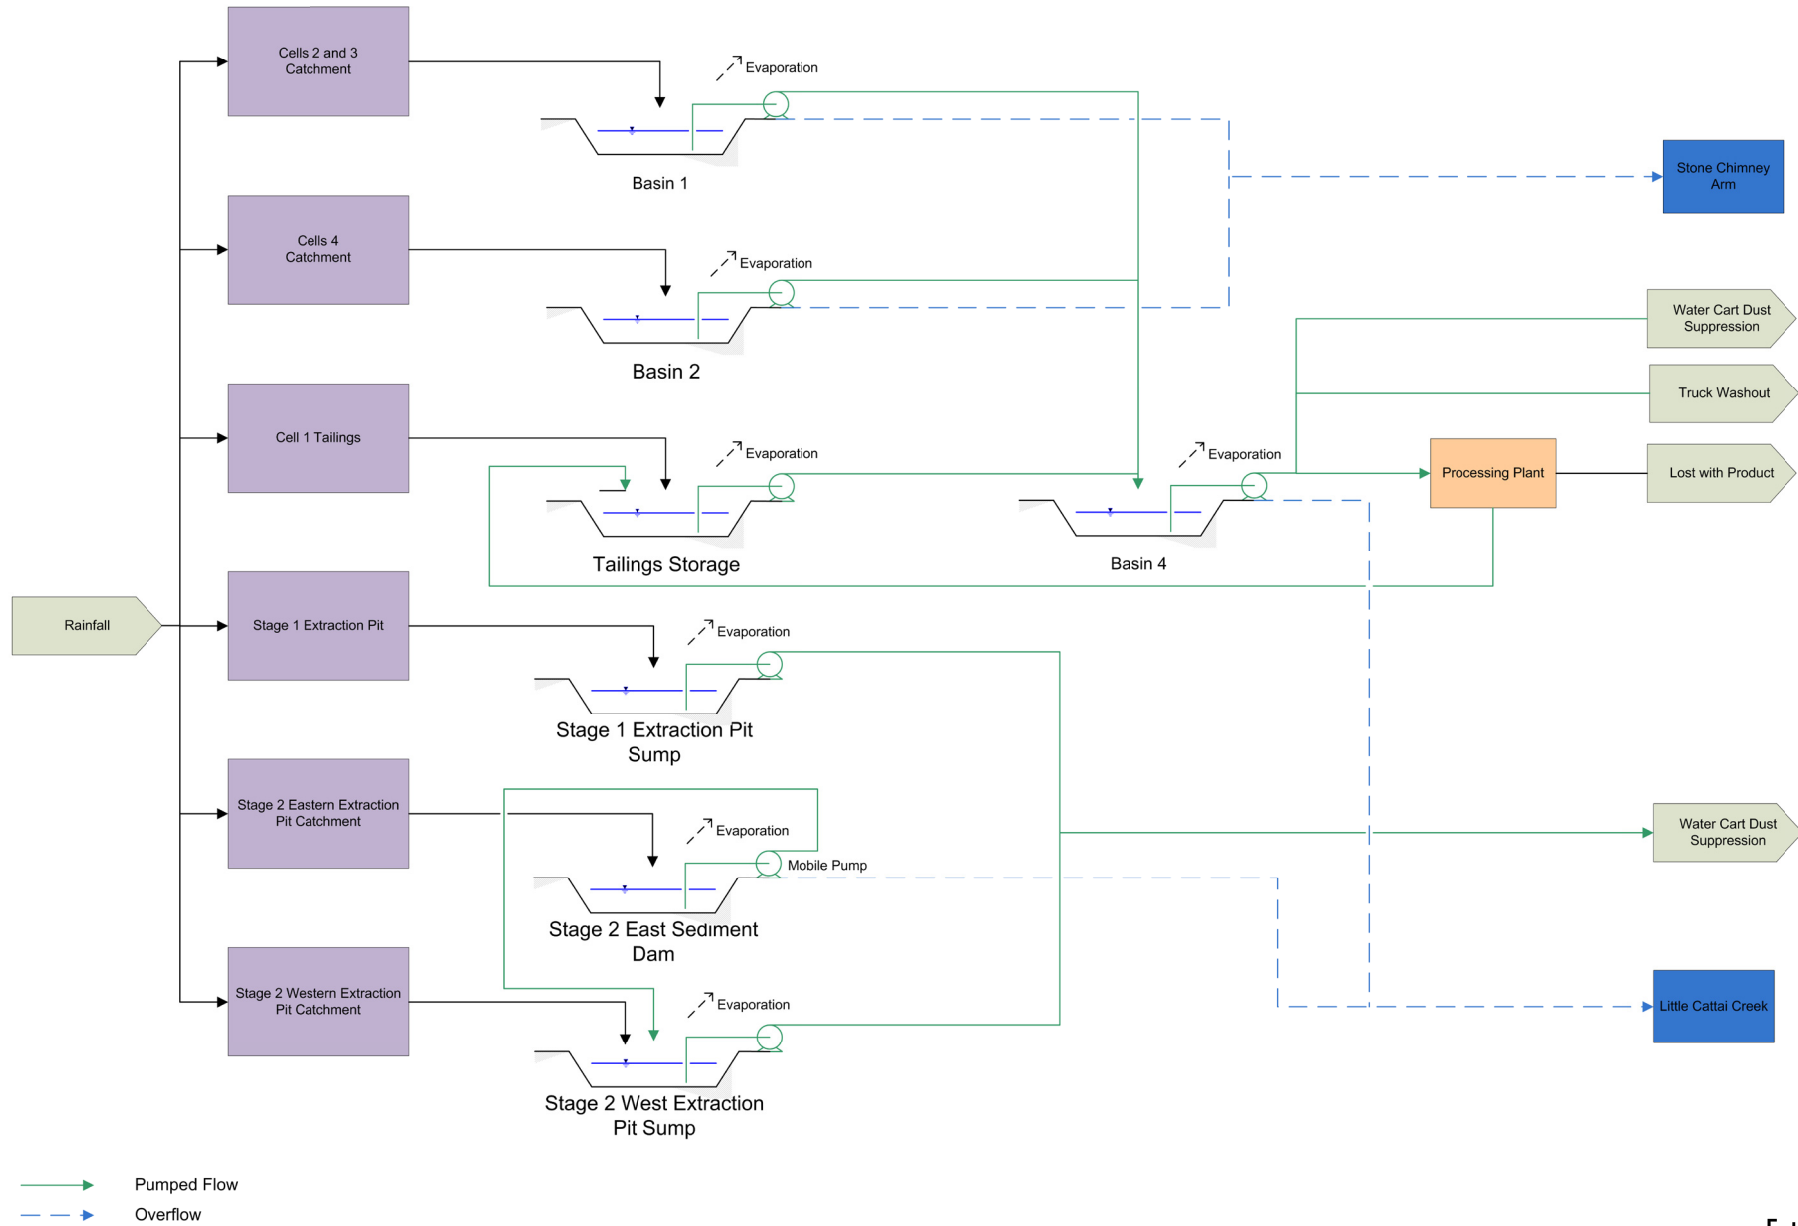 Cells 2 and 3
Catchment
Evaporation
Basin 1
Stone Chimney
Arm
Cells 4
Catchment
Evaporation
Basin 2
Water Cart Dust
Suppression
Truck Washout
Cell 1 Tailings
Evaporation
Tailings Storage
Evaporation
Basin 4
Processing Plant
Lost with Product
Rainfall
Stage 1 Extraction Pit
Evaporation
Stage 1 Extraction Pit
Sump
Stage 2 Eastern Extraction
Pit Catchment
Evaporation
Mobile Pump
Stage 2 East Sediment
Dam
Water Cart Dust
Suppression
Stage 2 Western Extraction
Pit Catchment
Evaporation
Stage 2 West Extraction
Pit Sump
Little Cattai Creek
Pumped Flow
Overflow